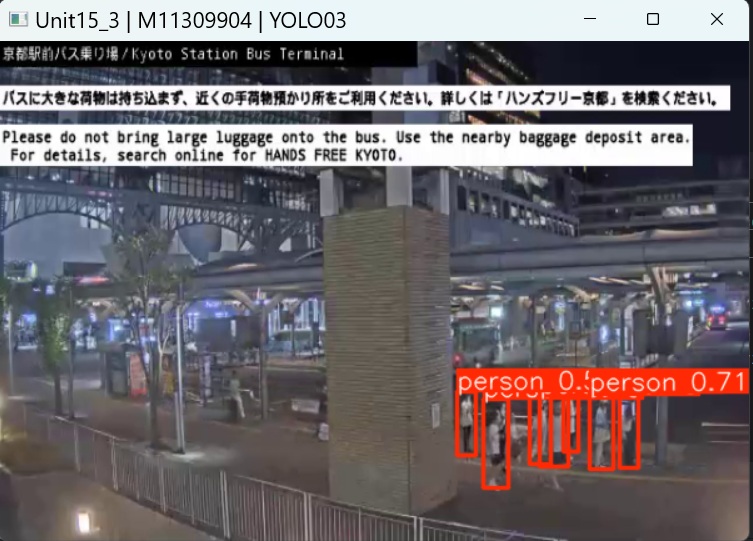 Unit15_3 | M11309904 | YOLO03
京都駅前バス乗り場/Kyoto Station Bus Terminal
バスに大きな荷物は持ち込まず、近くの手荷物預かり所をご利用ください。詳しくは「ハンズフリー京都」を検索ください。
Please do not bring large luggage onto the bus. Use the nearby baggage deposit area.
For details, search online for HANDS FREE KYOTO.
person 0. person 0.71